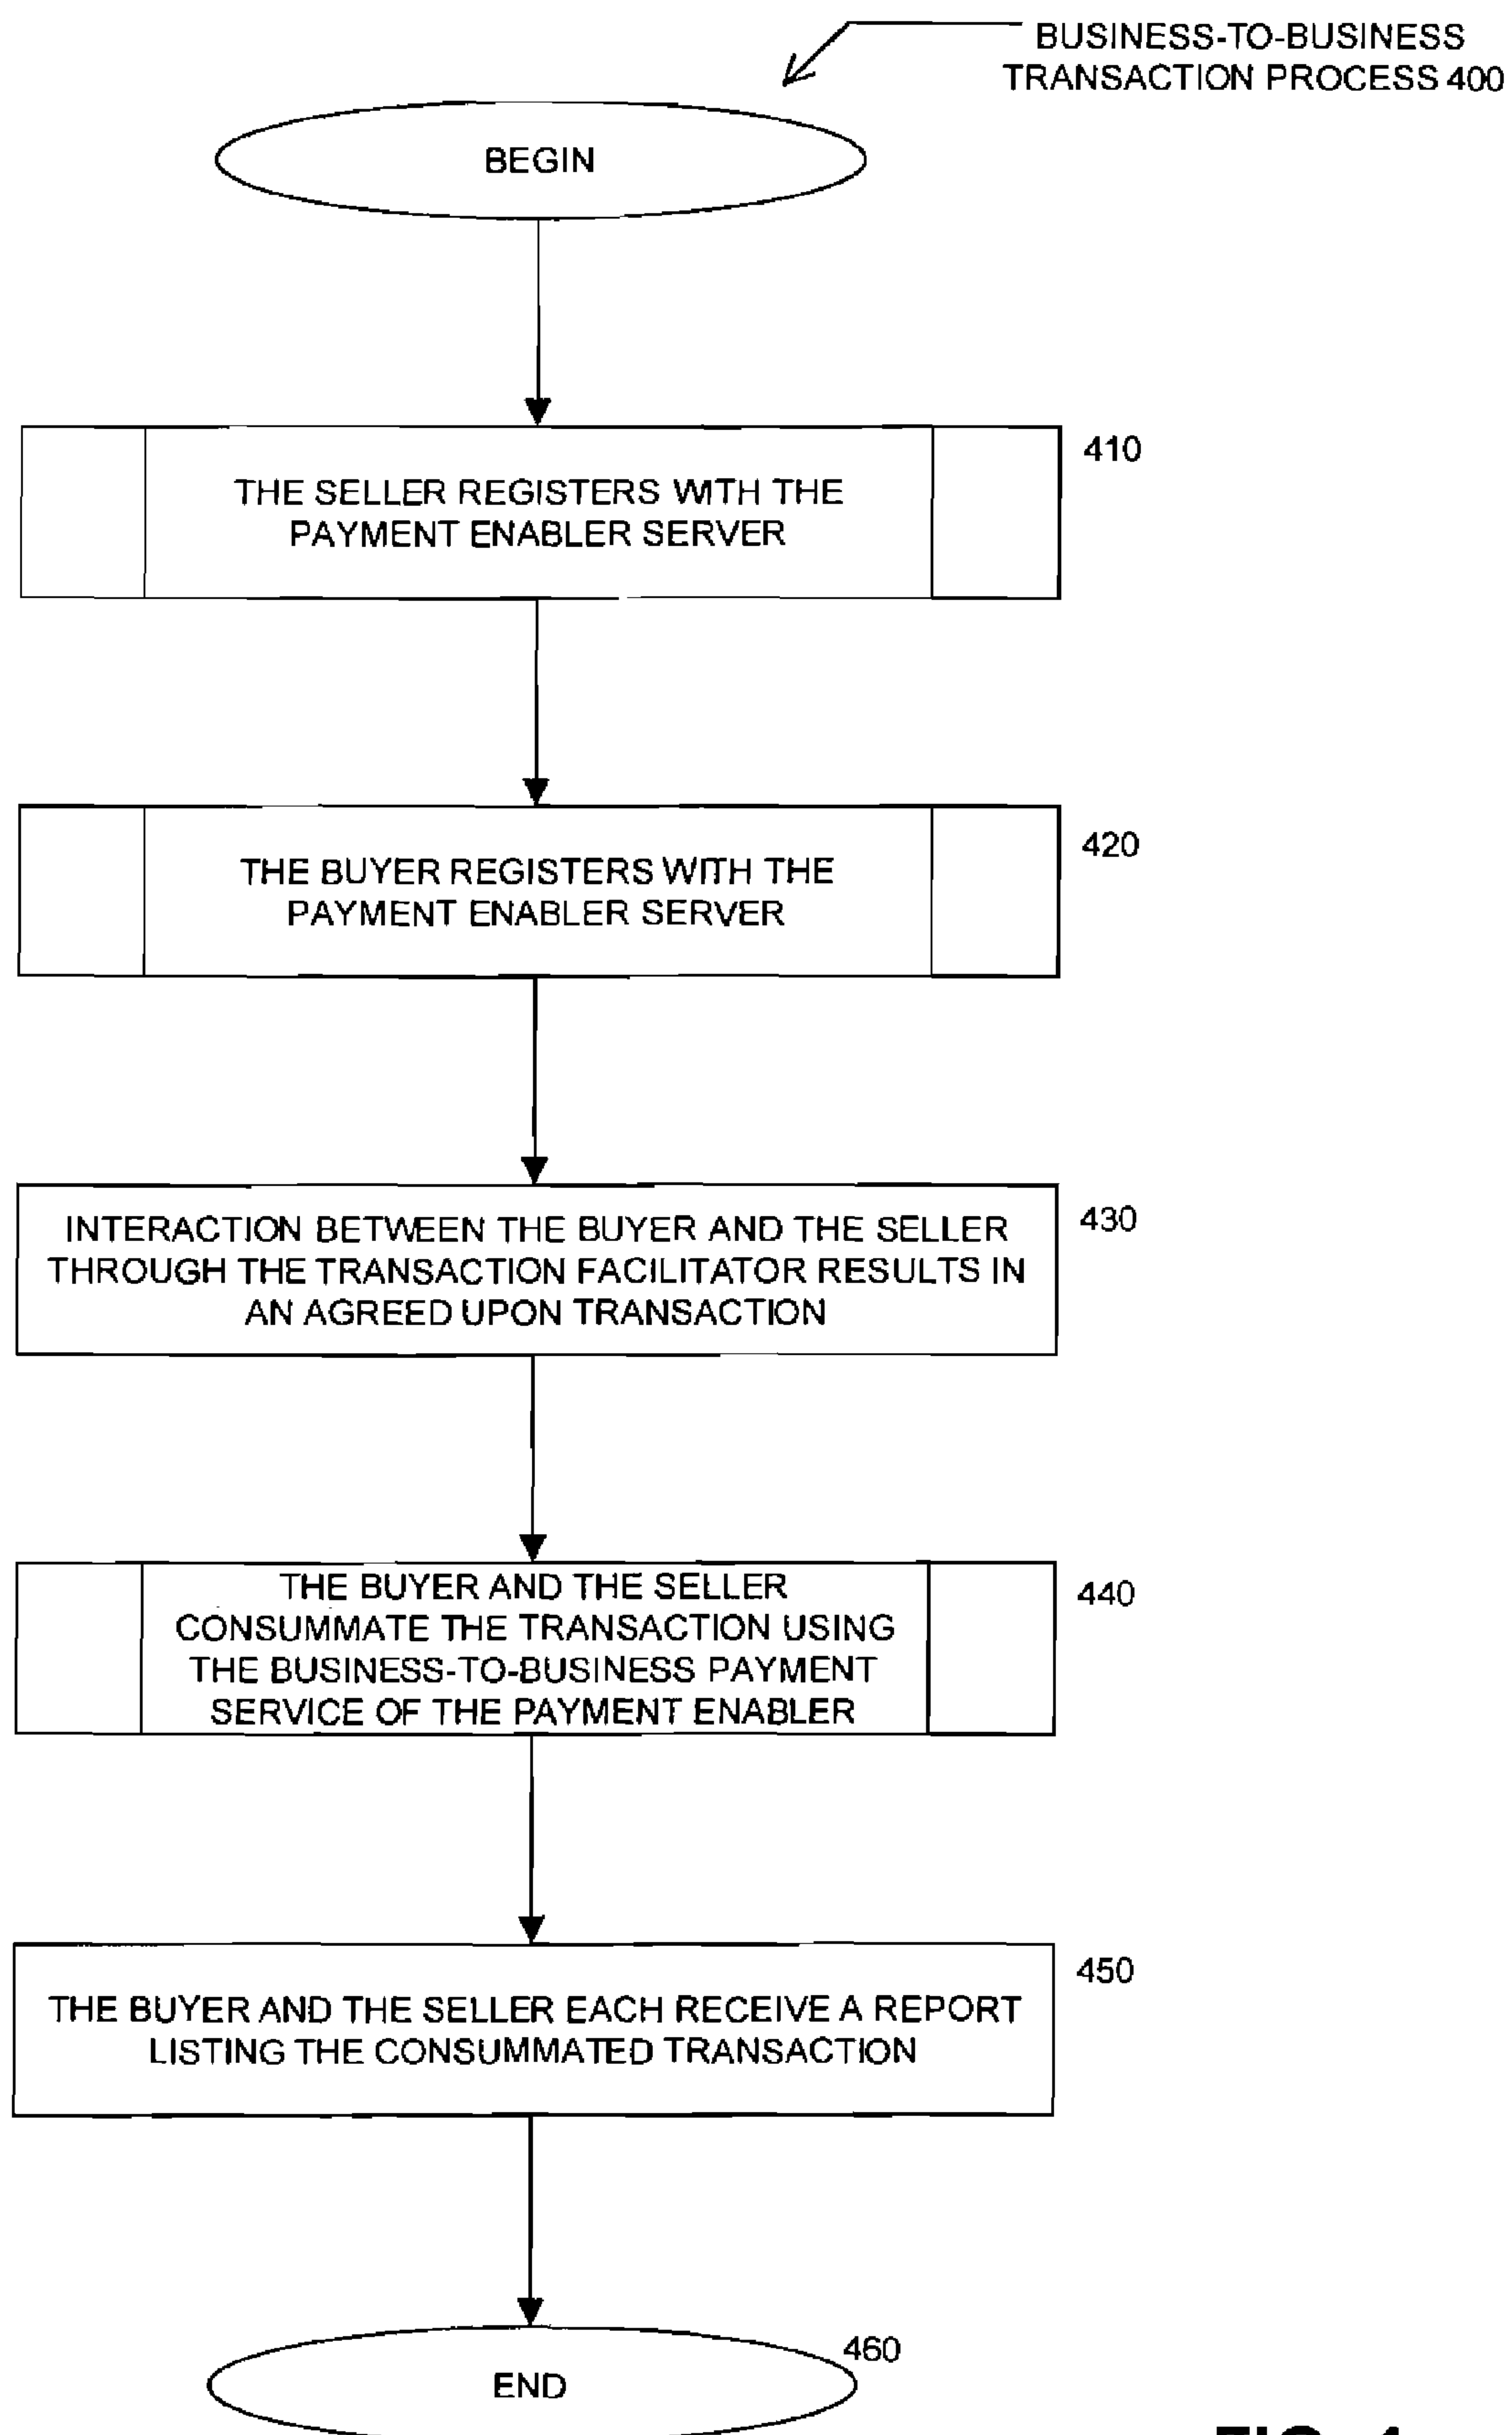 BUSINESS-TO-BUSINESS
TRANSACTION PROCESS 400
BEGIN
410
THE SELLER REGISTERS WITH THE
PAYMENT ENABLER SERVER
420
THE BUYER REGISTERS WITH THE
PAYMENT ENABLER SERVER
430
INTERACTION BETWEEN THE BUYER AND THE SELLER
THROUGH THE TRANSACTION FACILITATOR RESULTS IN
AN AGREED UPON TRANSACTION
440
THE BUYER AND THE SELLER
CONSUMMATE THE TRANSACTION USING
THE BUSINESS-TO-BUSINESS PAYMENT
SERVICE OF THE PAYMENT ENABLER
450
THE BUYER AND THE SELLER EACH RECEIVE A REPORT
LISTING THE CONSUMMATED TRANSACTION
460
END